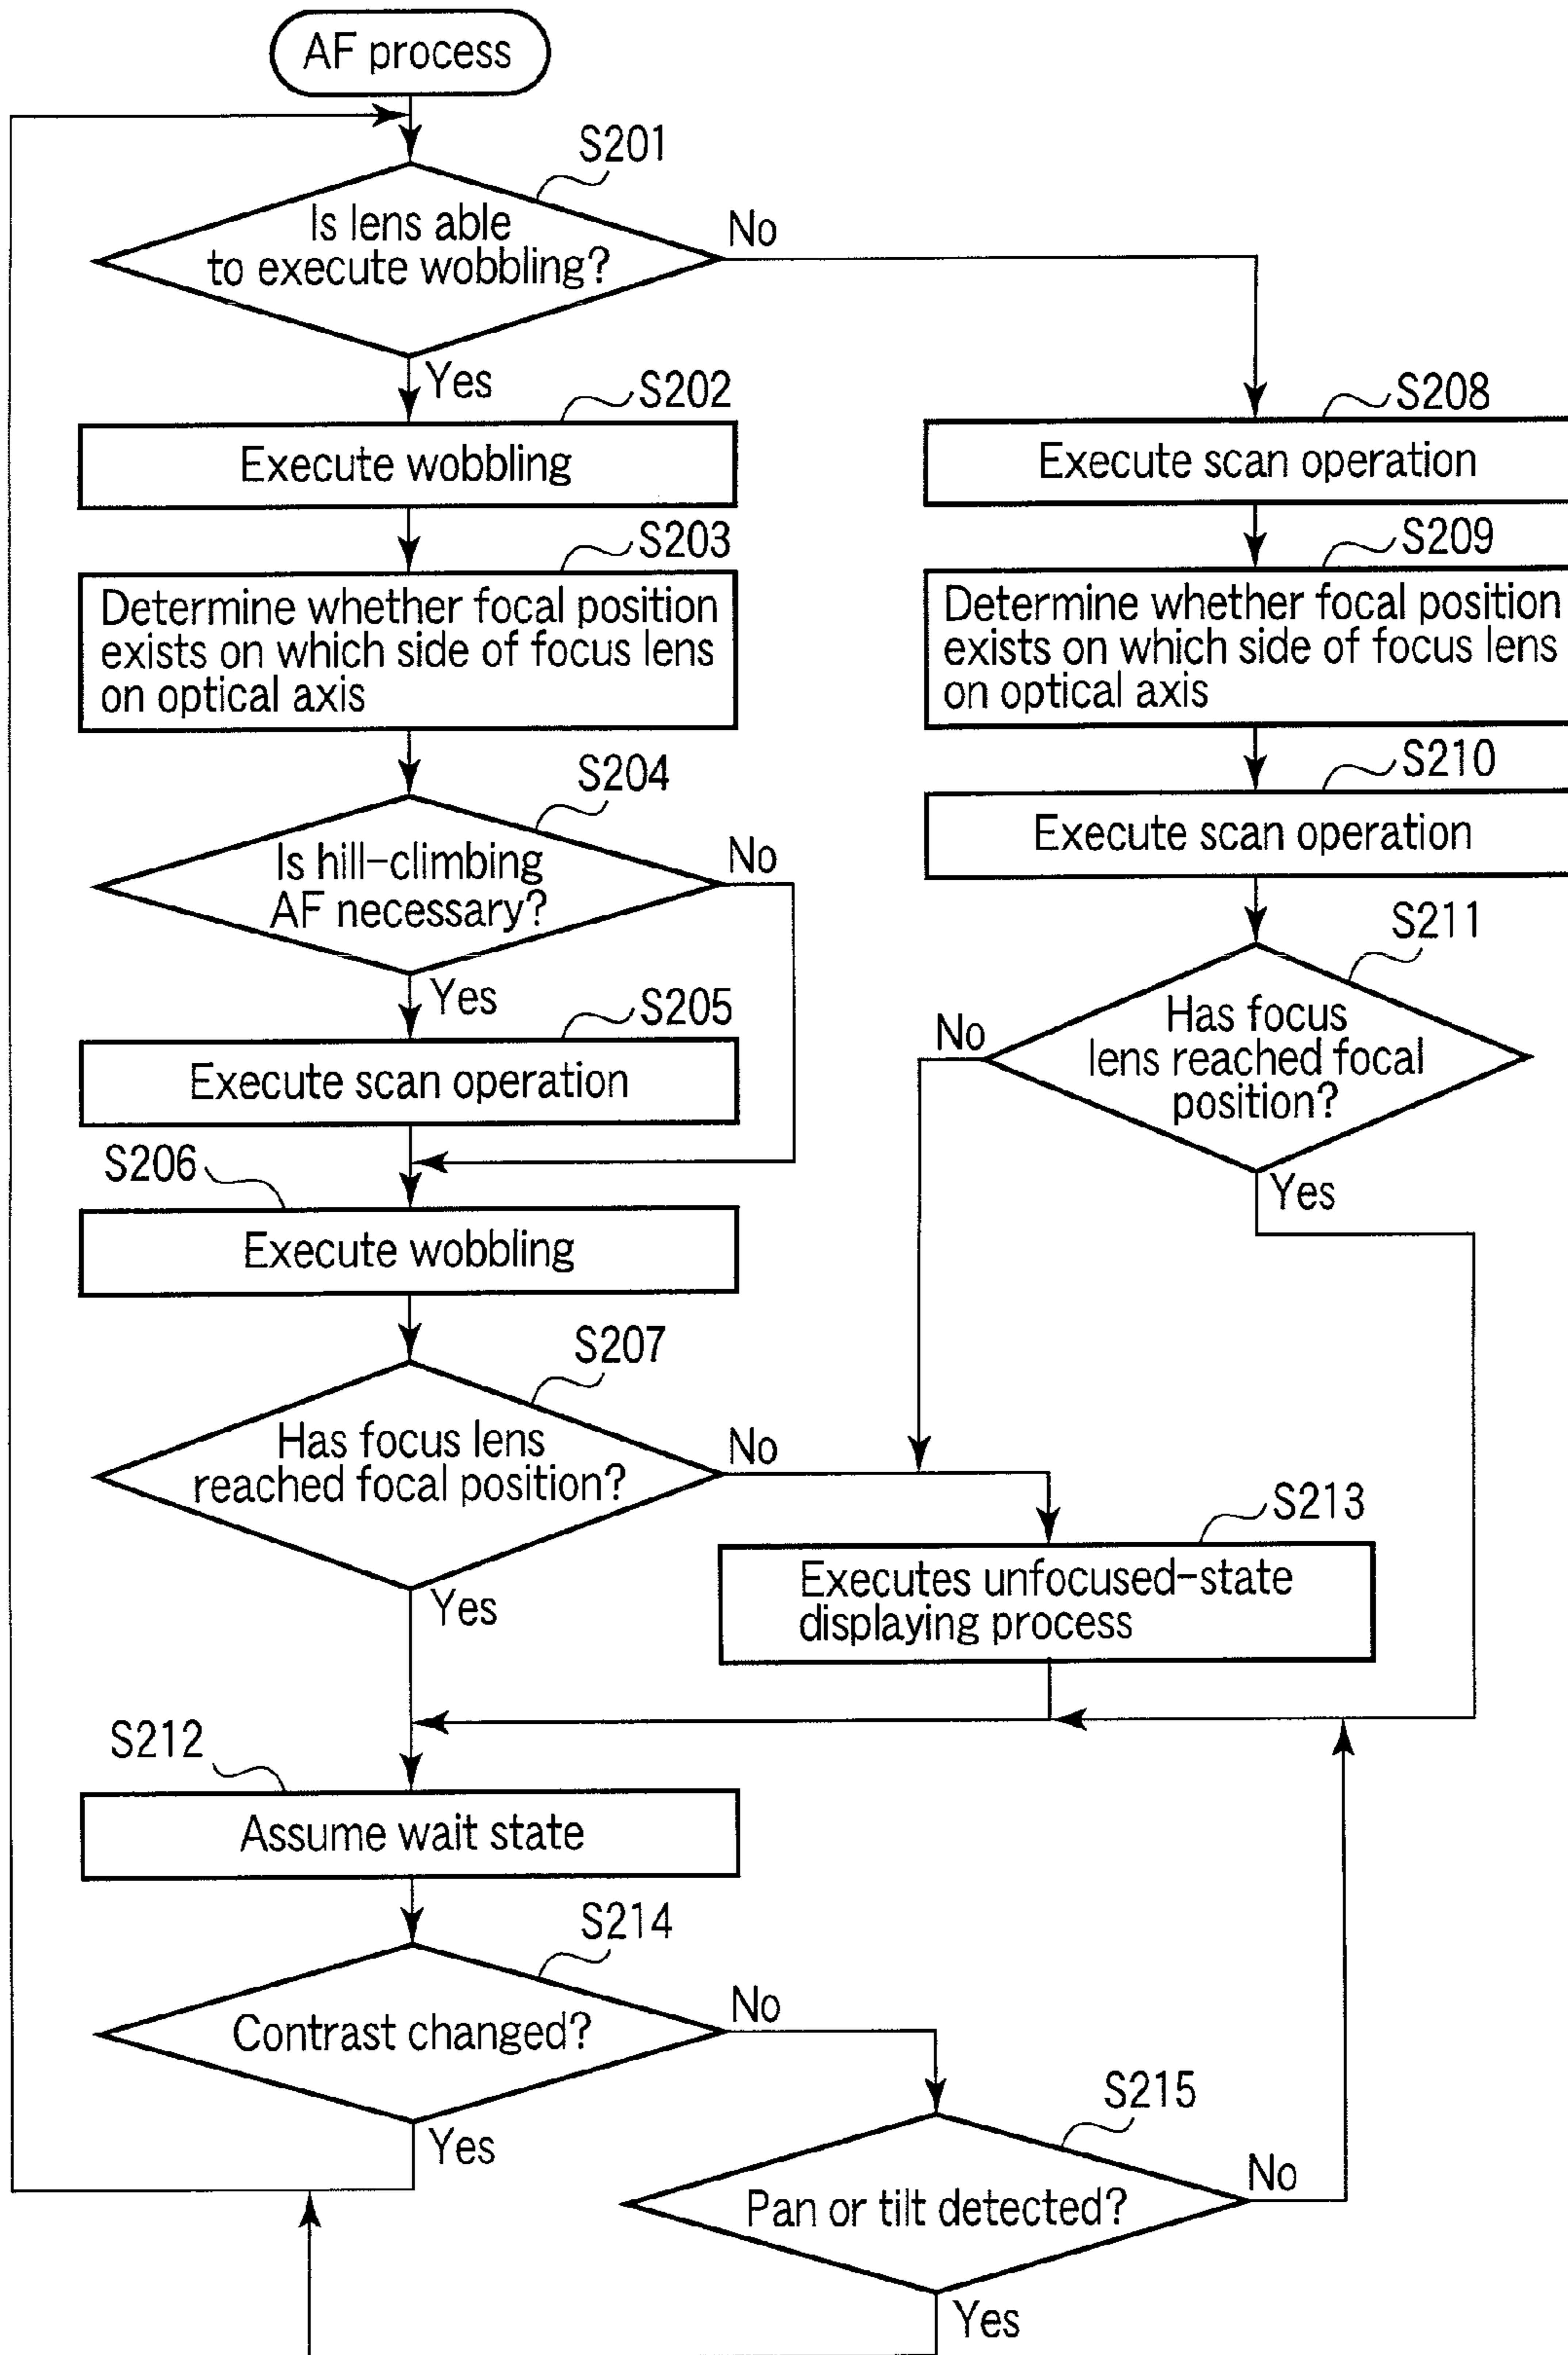 AF process
S201
Is lens able
to execute wobbling?
No
Yes
S202
Execute wobbling
S203
Determine whether focal position
exists on which side of focus lens
on optical axis
S204
Is hill-climbing
AF necessary?
No
Yes
S205
Execute scan operation
S206
Execute wobbling
S207
Has focus lens
reached focal position?
No
Yes
S208
Execute scan operation
S209
Determine whether focal position
exists on which side of focus lens
on optical axis
S210
Execute scan operation
S211
Has focus
lens reached focal
position?
No
Yes
S213
Executes unfocused-state
displaying process
S212
Assume wait state
S214
Contrast changed?
No
Yes
S215
Pan or tilt detected?
No
Yes